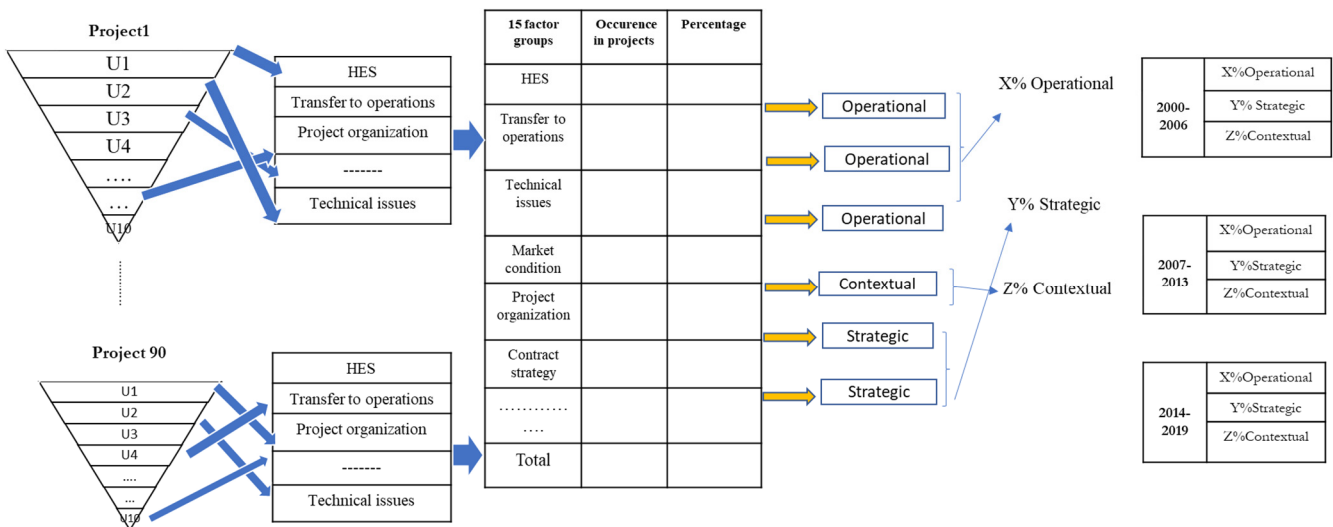 Project1
U1
U2
U3
U4
….
…
U10
HES
Transfer to operations
Project organization
-------
Technical issues
Project 90
U1
U2
U3
U4
….
...
U10
HES
Transfer to operations
Project organization
-------
Technical issues
15 factor
groups
Occurence
in projects
Percentage
HES
Transfer to
operations
Technical
issues
Market
condition
Project
organization
Contract
strategy
…………
….
Total
Operational
Operational
Operational
Contextual
Strategic
Strategic
X% Operational
Y% Strategic
Z% Contextual
2000-
2006
X%Operational
Y% Strategic
Z%Contextual
2007-
2013
X%Operational
Y%Strategic
Z%Contextual
2014-
2019
X%Operational
Y%Strategic
Z%Contextual